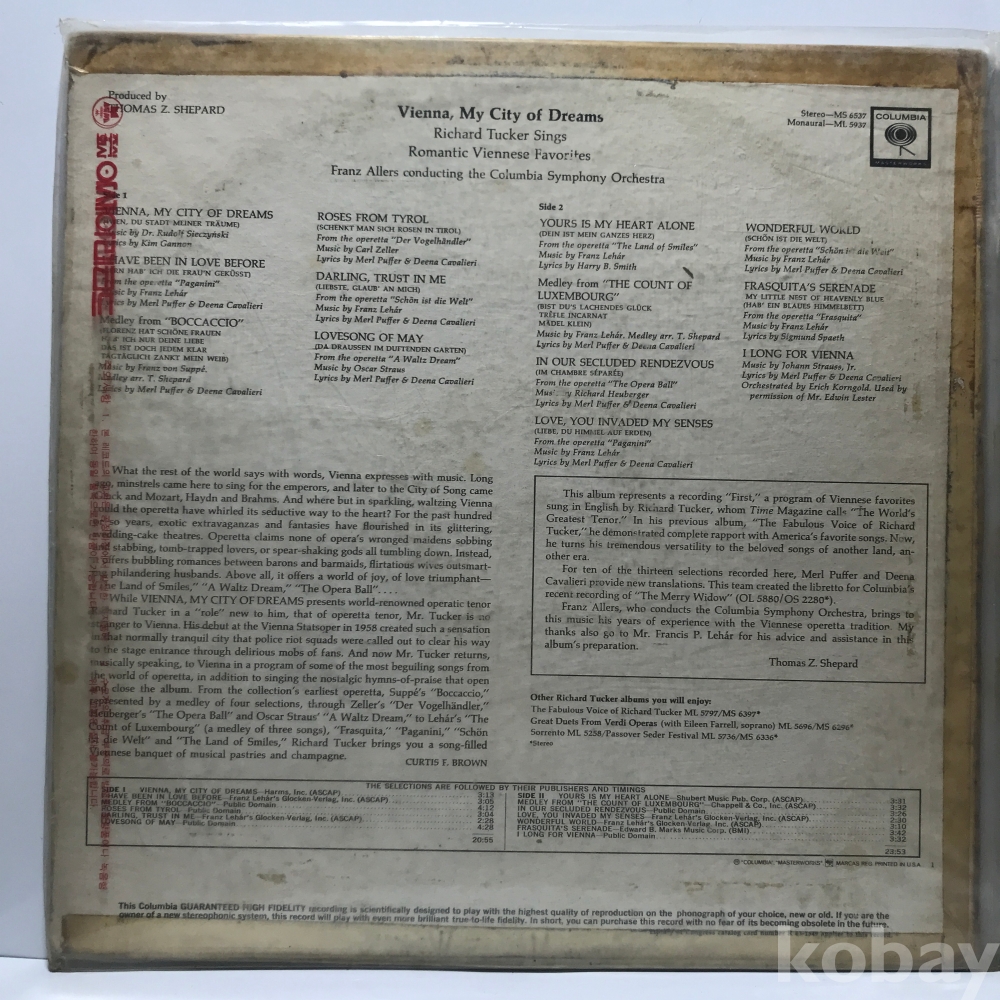 Produced by
THOMAS Z. SHEPARD
Vienna, My City of Dreams
Richard Tucker Sings
Romantic Viennese Favorites
Franz Allers conducting the Columbia Symphony Orchestra
Stereo—MS 6537
Monaural—ML 5937
COLUMBIA
MASTERWORKS
1
VIENNA, MY CITY OF DREAMS
DU STADT MEINER TRÄUME)
Music by Dr. Rudolf Sieczyński
Lyrics by Kim Gannon
HAVE BEEN IN LOVE BEFORE
HAB' ICH DIE FRAU'N GEKÜSST)
From the operetta "Paganini"
Music by Franz Lehár
Lyrics by Merl Puffer & Deena Cavalieri
Medley from "BOCCACCIO"
(FLORENZ HAT SCHÖNE FRAUEN
HAB' ICH NUR DEINE LIEBE
DAS IST DOCH JEDEM KLAR
TAGTÄGLICH ZANKT MEIN WEIB)
Music by Franz von Suppé.
Medley arr. T. Shepard
Lyrics by Merl Puffer & Deena Cavalieri
ROSES FROM TYROL
(SCHENKT MAN SICH ROSEN IN TIROL)
From the operetta "Der Vogelhändler"
Music by Carl Zeller
Lyrics by Merl Puffer & Deena Cavalieri
DARLING, TRUST IN ME
(LIEBSTE, GLAUB' AN MICH)
From the operetta "Schön ist die Welt"
Music by Franz Lehár
Lyrics by Merl Puffer & Deena Cavalieri
LOVESONG OF MAY
(DA DRAUSSEN IM DUFTENDEN GARTEN)
From the operetta "A Waltz Dream"
Music by Oscar Straus
Lyrics by Merl Puffer & Deena Cavalieri
Side 2
YOURS IS MY HEART ALONE
(DEIN IST MEIN GANZES HERZ)
From the operetta "The Land of Smiles"
Music by Franz Lehár
Lyrics by Harry B. Smith
Medley from "THE COUNT OF
LUXEMBOURG"
(BIST DU'S LACHENDES GLÜCK
TRÈFLE INCARNAT
MÄDEL KLEIN)
Music by Franz Lehár. Medley arr. T. Shepard
Lyrics by Merl Puffer & Deena Cavalieri
IN OUR SECLUDED RENDEZVOUS
(IM CHAMBRE SÉPARÉE)
From the operetta "The Opera Ball"
Music by Richard Heuberger
Lyrics by Merl Puffer & Deena Cavalieri
LOVE, YOU INVADED MY SENSES
(LIEBE, DU HIMMEL AUF ERDEN)
From the operetta "Paganini"
Music by Franz Lehár
Lyrics by Merl Puffer & Deena Cavalieri
WONDERFUL WORLD
(SCHÖN IST DIE WELT)
From the operetta "Schön ist die Welt"
Music by Franz Lehár
Lyrics by Merl Puffer & Deena Cavalieri
FRASQUITA'S SERENADE
MY LITTLE NEST OF HEAVENLY BLUE
(HAB' EIN BLAUES HIMMELBETT)
From the operetta "Frasquita"
Music by Franz Lehár
Lyrics by Sigmund Spaeth
I LONG FOR VIENNA
Music by Johann Strauss, Jr.
Lyrics by Merl Puffer & Deena Cavalieri
Orchestrated by Erich Korngold. Used by
permission of Mr. Edwin Lester
What the rest of the world says with words, Vienna expresses with music. Long
ago, minstrels came here to sing for the emperors, and later to the City of Song came
Gluck and Mozart, Haydn and Brahms. And where but in sparkling, waltzing Vienna
could the operetta have whirled its seductive way to the heart? For the past hundred
or so years, exotic extravaganzas and fantasies have flourished in its glittering,
wedding-cake theatres. Operetta claims none of opera's wronged maidens sobbing
and stabbing, tomb-trapped lovers, or spear-shaking gods all tumbling down. Instead,
it offers bubbling romances between barons and barmaids, flirtatious wives outsmart-
philandering husbands. Above all, it offers a world of joy, of love triumphant—
"The Land of Smiles," "A Waltz Dream," "The Opera Ball"....
While VIENNA, MY CITY OF DREAMS presents world-renowned operatic tenor
Richard Tucker in a "role" new to him, that of operetta tenor, Mr. Tucker is no
stranger to Vienna. His debut at the Vienna Statsoper in 1958 created such a sensation
in that normally tranquil city that police riot squads were called out to clear his way
to the stage entrance through delirious mobs of fans. And now Mr. Tucker returns,
musically speaking, to Vienna in a program of some of the most beguiling songs from
the world of operetta, in addition to singing the nostalgic hymns-of-praise that open
and close the album. From the collection's earliest operetta, Suppé's "Boccaccio,"
represented by a medley of four selections, through Zeller's "Der Vogelhändler,"
Heuberger's "The Opera Ball" and Oscar Straus' "A Waltz Dream," to Lehár's "The
Count of Luxembourg" (a medley of three songs), "Frasquita," "Paganini," "Schön
ist die Welt" and "The Land of Smiles," Richard Tucker brings you a song-filled
Viennese banquet of musical pastries and champagne.
CURTIS F. BROWN
This album represents a recording "First," a program of Viennese favorites
sung in English by Richard Tucker, whom Time Magazine calls "The World's
Greatest Tenor." In his previous album, "The Fabulous Voice of Richard
Tucker," he demonstrated complete rapport with America's favorite songs. Now,
he turns his tremendous versatility to the beloved songs of another land, an-
other era.
For ten of the thirteen selections recorded here, Merl Puffer and Deena
Cavalieri provide new translations. This team created the libretto for Columbia's
recent recording of "The Merry Widow" (OL 5880/OS 2280*).
Franz Allers, who conducts the Columbia Symphony Orchestra, brings to
this music his years of experience with the Viennese operetta tradition. My
thanks also go to Mr. Francis P. Lehár for his advice and assistance in the
album's preparation.
Thomas Z. Shepard
Other Richard Tucker albums you will enjoy:
The Fabulous Voice of Richard Tucker ML 5797/MS 6397*
Great Duets From Verdi Operas (with Eileen Farrell, soprano) ML 5696/MS 6296*
Sorrento ML 5258/Passover Seder Festival ML 5736/MS 6336*
*Stereo
THE SELECTIONS ARE FOLLOWED BY THEIR PUBLISHERS AND TIMINGS
SIDE I VIENNA, MY CITY OF DREAMS—Harms, Inc. (ASCAP) 3:13
I HAVE BEEN IN LOVE BEFORE—Franz Lehár's Glocken-Verlag, Inc. (ASCAP) 3:05
MEDLEY FROM "BOCCACCIO"—Public Domain 4:12
ROSES FROM TYROL—Public Domain 3:04
DARLING, TRUST IN ME—Franz Lehár's Glocken-Verlag, Inc. (ASCAP) 2:28
LOVESONG OF MAY—Public Domain 4:28
20:55
SIDE II YOURS IS MY HEART ALONE—Shubert Music Pub. Corp. (ASCAP) 3:31
MEDLEY FROM "THE COUNT OF LUXEMBOURG"—Chappell & Co., Inc. (ASCAP) 3:32
IN OUR SECLUDED RENDEZVOUS—Public Domain 3:26
LOVE, YOU INVADED MY SENSES—Franz Lehár's Glocken-Verlag, Inc. (ASCAP) 2:30
WONDERFUL WORLD—Franz Lehár's Glocken-Verlag, Inc. (ASCAP) 3:10
FRASQUITA'S SERENADE—Edward B. Marks Music Corp. (BMI) 3:42
I LONG FOR VIENNA—Public Domain 3:32
23:53
® "COLUMBIA", "MASTERWORKS", MARCAS REG. PRINTED IN U.S.A. 1
This Columbia GUARANTEED HIGH FIDELITY recording is scientifically designed to play with the highest quality of reproduction on the phonograph of your choice, new or old. If you are the
owner of a new stereophonic system, this record will play with even more brilliant true-to-life fidelity. In short, you can purchase this record with no fear of its becoming obsolete in the future.
kobay